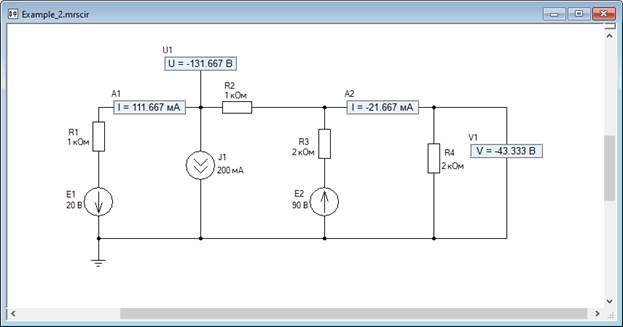 Example_2.mrscir
U1
U = -131.667 В
A1
I = 111.667 мА
R2
1 кОм
A2
I = -21.667 мА
R1
1 кОм
J1
200 мА
R3
2 кОм
R4
2 кОм
V1
V = -43.333 В
E1
20 В
E2
90 В